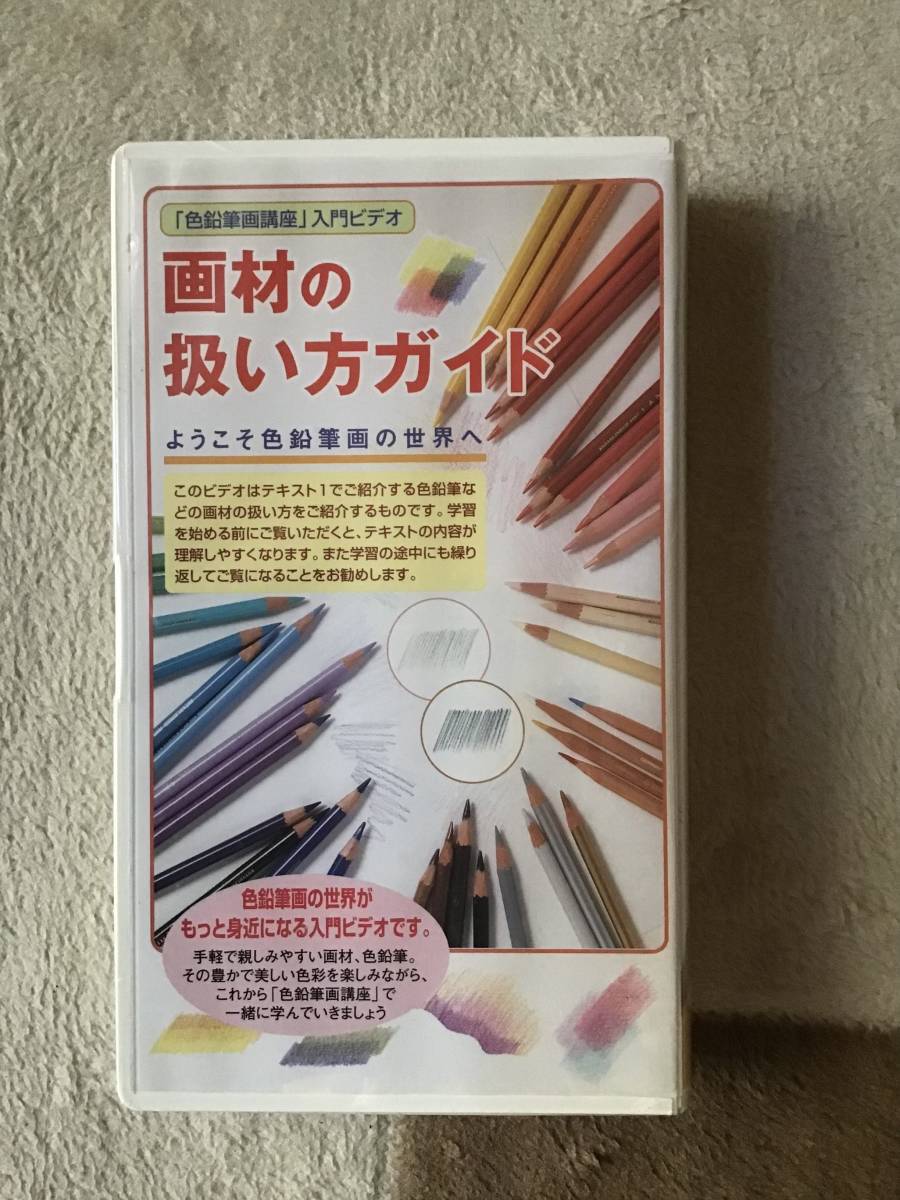 「色鉛筆画講座」入門ビデオ
画材の
扱い方ガイド
ようこそ色鉛筆画の世界へ
このビデオはテキスト1でご紹介する色鉛筆な
どの画材の扱い方をご紹介するものです。学習
を始める前にご覧いただくと、テキストの内容が
理解しやすくなります。また学習の途中にも繰り
返してご覧になることをお勧めします。
色鉛筆画の世界が
もっと身近になる入門ビデオです。
手軽で親しみやすい画材、色鉛筆。
その豊かで美しい色彩を楽しみながら、
これから「色鉛筆画講座」で
一緒に学んでいきましょう